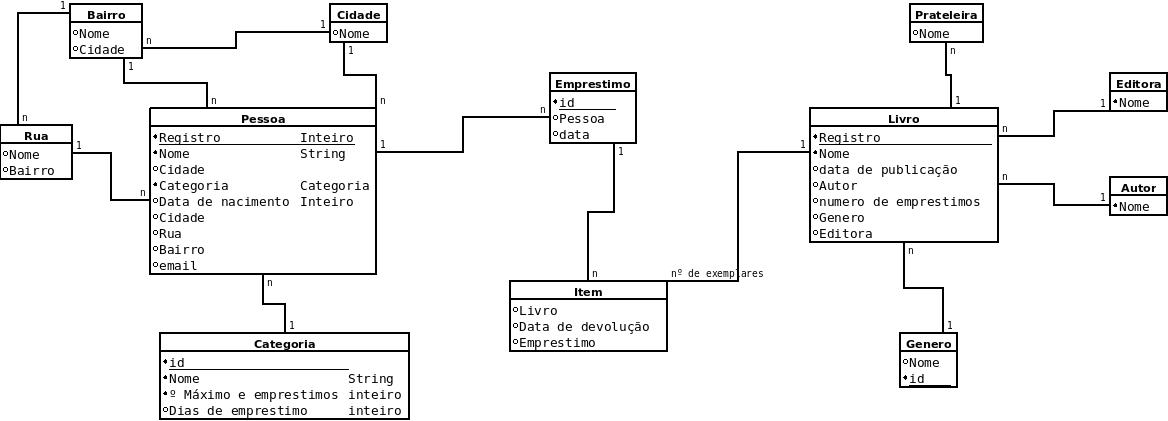 1
Bairro
Nome
Cidade
n
1
1
Cidade
Nome
1
n
n
Rua
Nome
Bairro
1
n
n
Pessoa
Registro Inteiro
Nome String
Cidade
Categoria Categoria
Data de nacimento Inteiro
Cidade
Rua
Bairro
email
1
n
1
Categoria
id
Nome String
º Máximo e emprestimos inteiro
Dias de emprestimo inteiro
n
Emprestimo
id
Pessoa
data
1
n
nº de exemplares
Item
Livro
Data de devolução
Emprestimo
Prateleira
Nome
n
1
1
Livro
Registro
Nome
data de publicação
Autor
numero de emprestimos
Genero
Editora
n
1
Editora
Nome
n
1
Autor
Nome
n
1
Genero
Nome
id